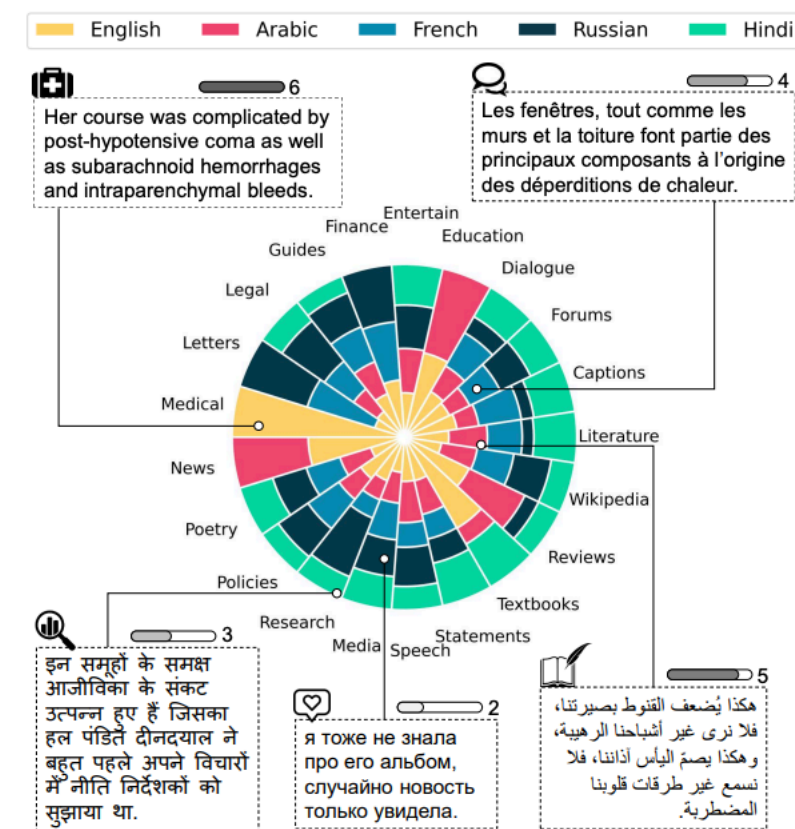 English Arabic French Russian Hindi
6
Her course was complicated by
post-hypotensive coma as well
as subarachnoid hemorrhages
and intraparenchymal bleeds.
4
Les fenêtres, tout comme les
murs et la toiture font partie des
principaux composants à l'origine
des déperditions de chaleur.
Entertain
Finance
Education
Guides
Dialogue
Legal
Forums
Letters
Captions
Medical
Literature
News
Wikipedia
Poetry
Reviews
Policies
Textbooks
Research
Statements
Media
Speech
3
इन समूहों के समक्ष
आजीविका के संकट
उत्पन्न हुए हैं जिसका
हल पंडित दीनदयाल ने
बहुत पहले अपने विचारों
में नीति निर्देशकों को
सुझाया था.
2
я тоже не знала
про его альбом,
случайно новость
только увидела.
5
هكذا يُضعف القنوط بصيرتنا،
فلا نرى غير أشباحنا الرهيبة،
وهكذا يصمّ اليأس آذاننا، فلا
نسمع غير طرقات قلوبنا
المضطربة.